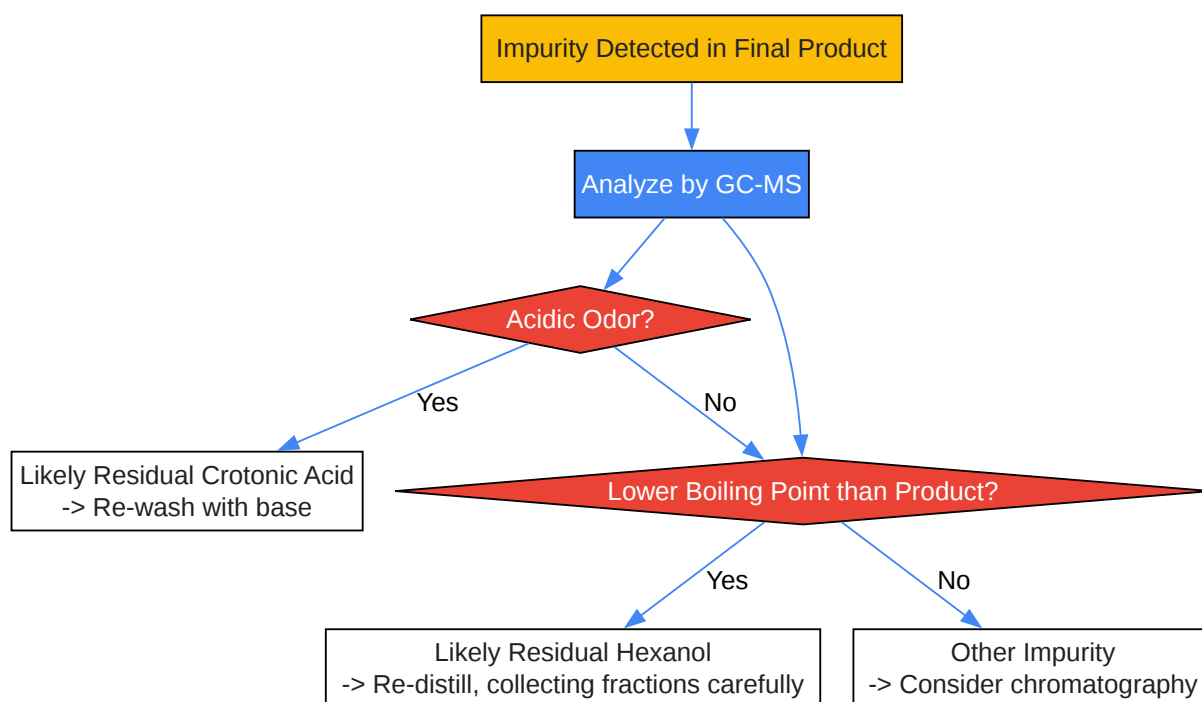 Impurity Detected in Final Product
Analyze by GC-MS
Acidic Odor?
Yes
No
Likely Residual Crotonic Acid
-> Re-wash with base
Lower Boiling Point than Product?
Yes
No
Likely Residual Hexanol
-> Re-distill, collecting fractions carefully
Other Impurity
-> Consider chromatography